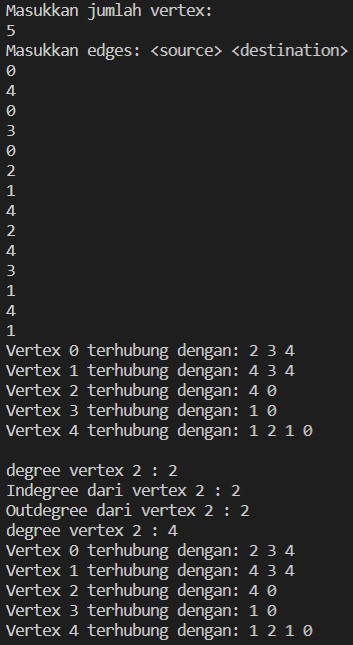 Masukkan jumlah vertex:
5
Masukkan edges: <source> <destination>
0
4
0
3
0
2
1
4
2
4
3
1
4
1
Vertex 0 terhubung dengan: 2 3 4
Vertex 1 terhubung dengan: 4 3 4
Vertex 2 terhubung dengan: 4 0
Vertex 3 terhubung dengan: 1 0
Vertex 4 terhubung dengan: 1 2 1 0

degree vertex 2 : 2
Indegree dari vertex 2 : 2
Outdegree dari vertex 2 : 2
degree vertex 2 : 4
Vertex 0 terhubung dengan: 2 3 4
Vertex 1 terhubung dengan: 4 3 4
Vertex 2 terhubung dengan: 4 0
Vertex 3 terhubung dengan: 1 0
Vertex 4 terhubung dengan: 1 2 1 0